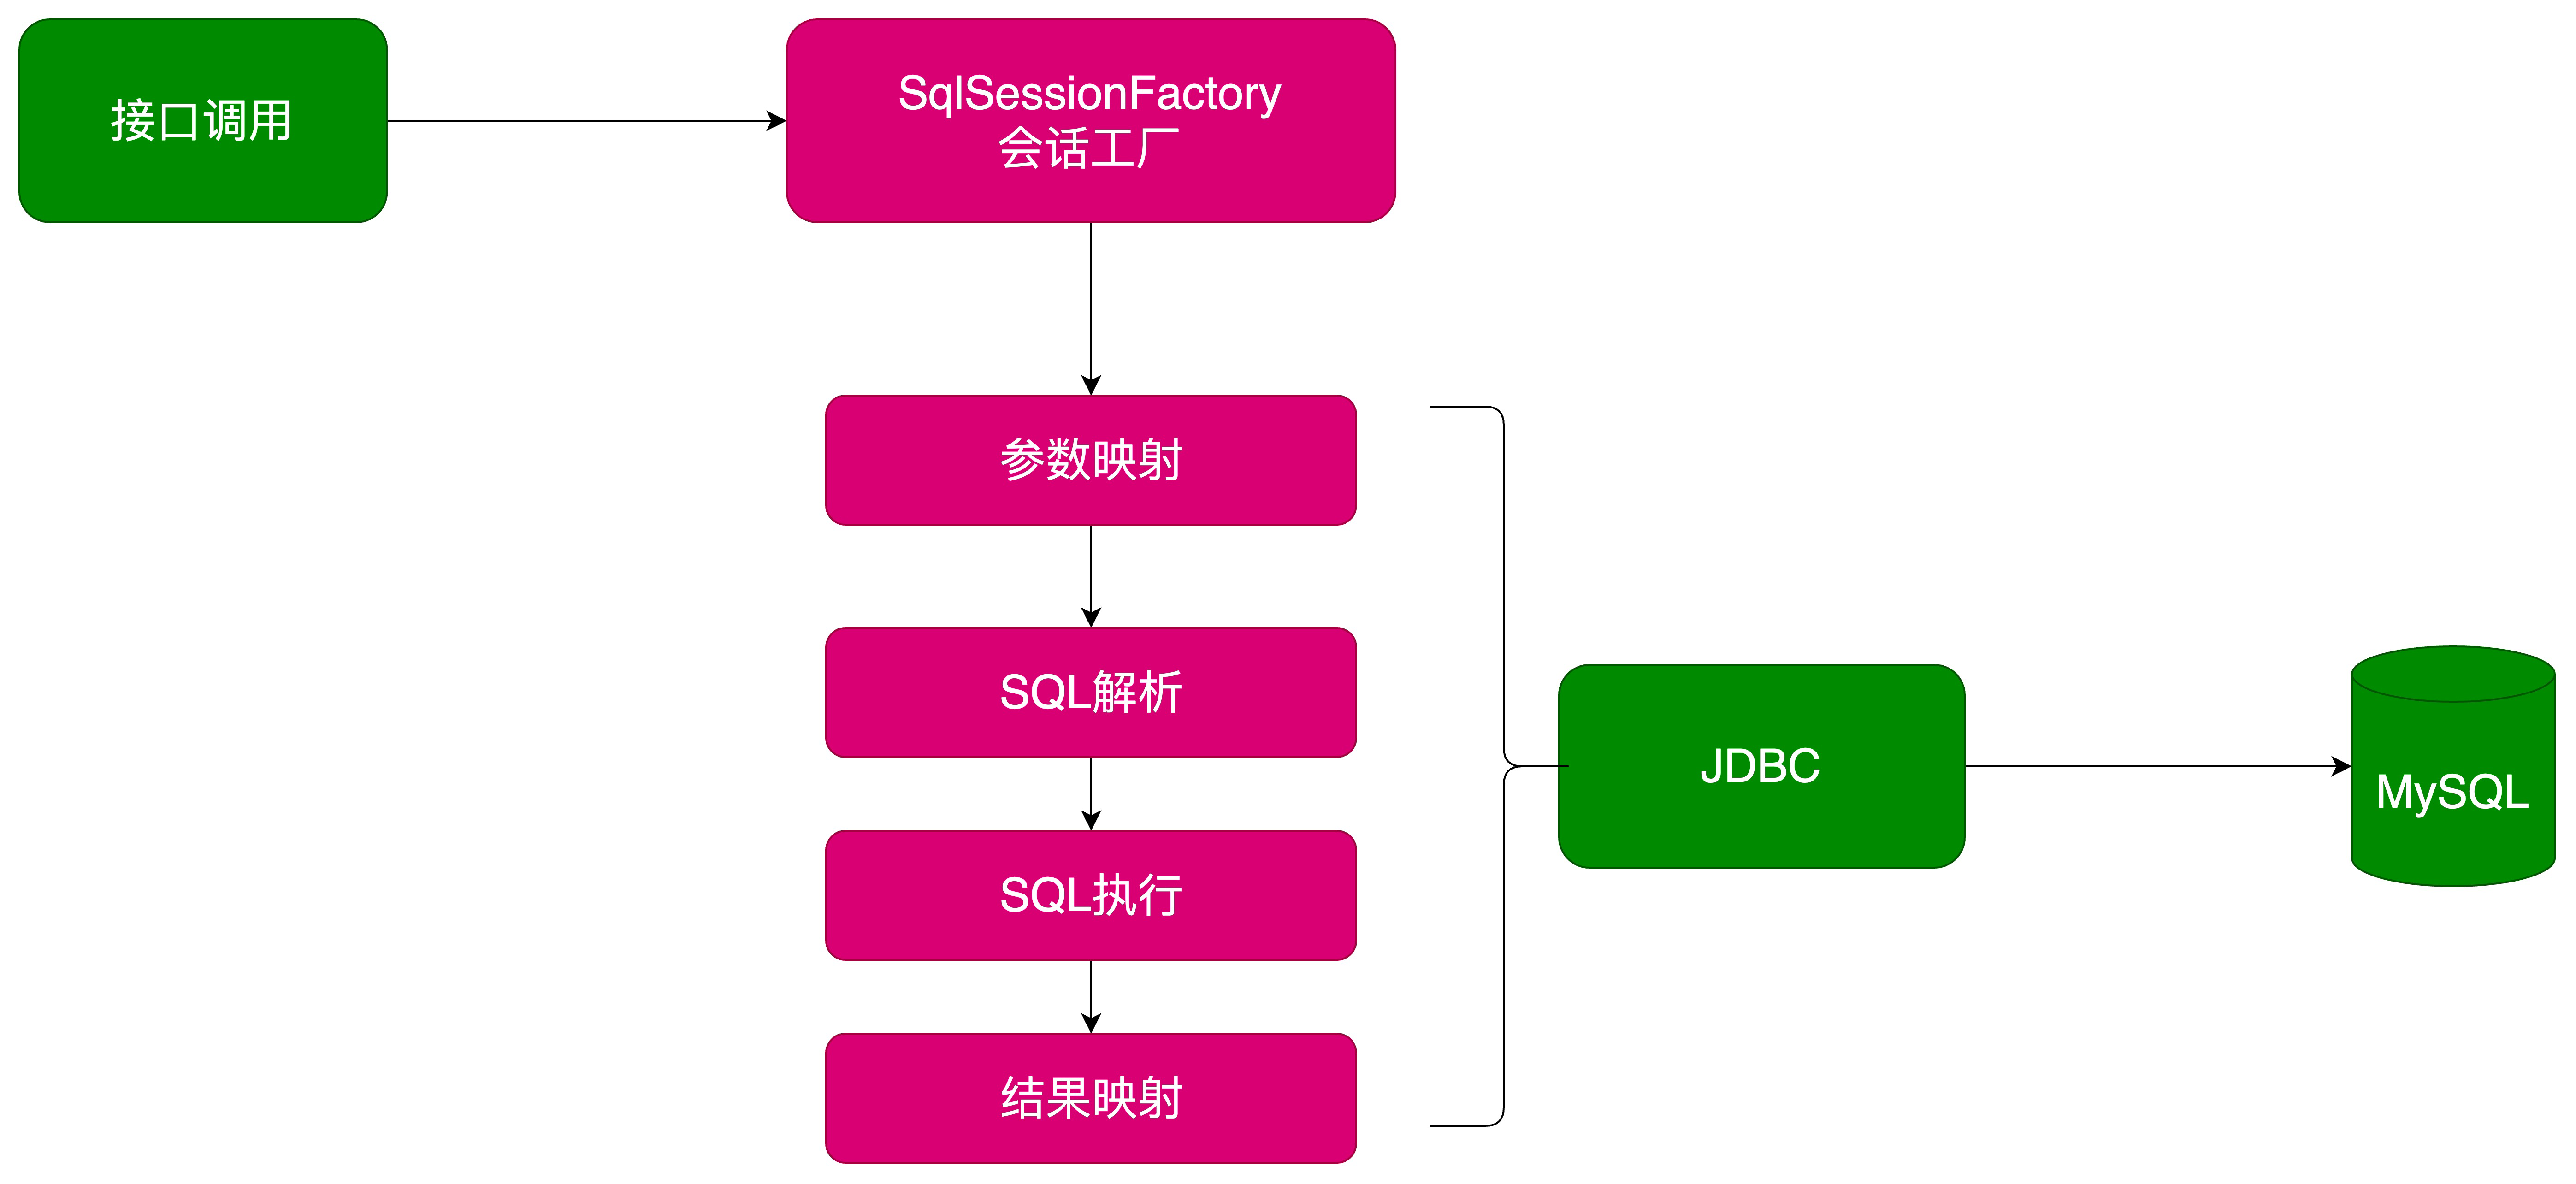 接口调用
SqlSessionFactory
会话工厂
参数映射
SQL解析
SQL执行
结果映射
JDBC
MySQL